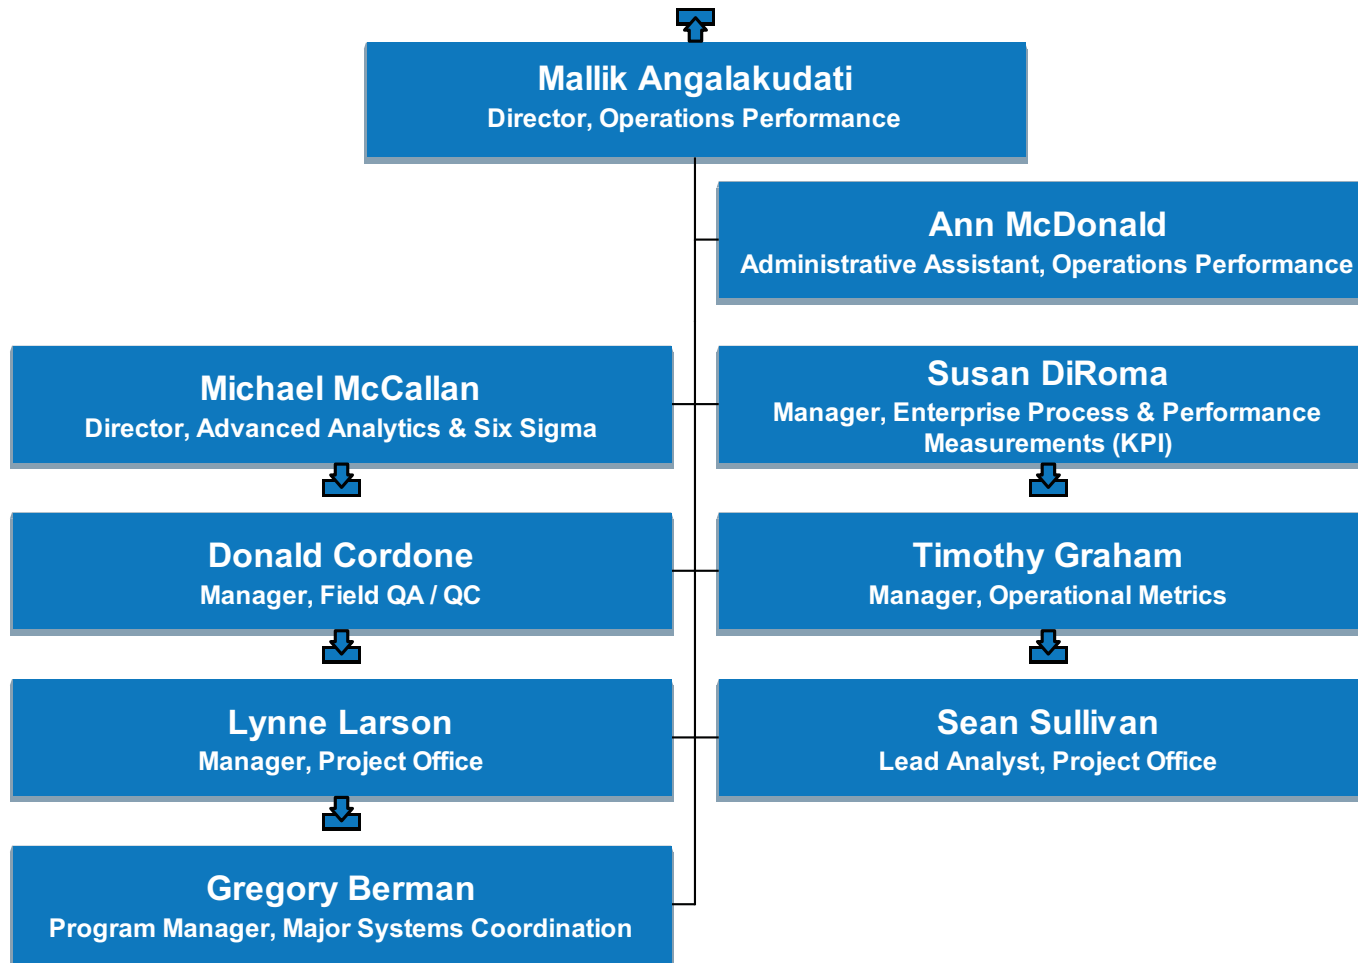 Mallik Angalakudati
Director, Operations Performance
Ann McDonald
Administrative Assistant, Operations Performance
Michael McCallan
Director, Advanced Analytics & Six Sigma
Susan DiRoma
Manager, Enterprise Process & Performance
Measurements (KPI)
Donald Cordone
Manager, Field QA / QC
Timothy Graham
Manager, Operational Metrics
Lynne Larson
Manager, Project Office
Sean Sullivan
Lead Analyst, Project Office
Gregory Berman
Program Manager, Major Systems Coordination